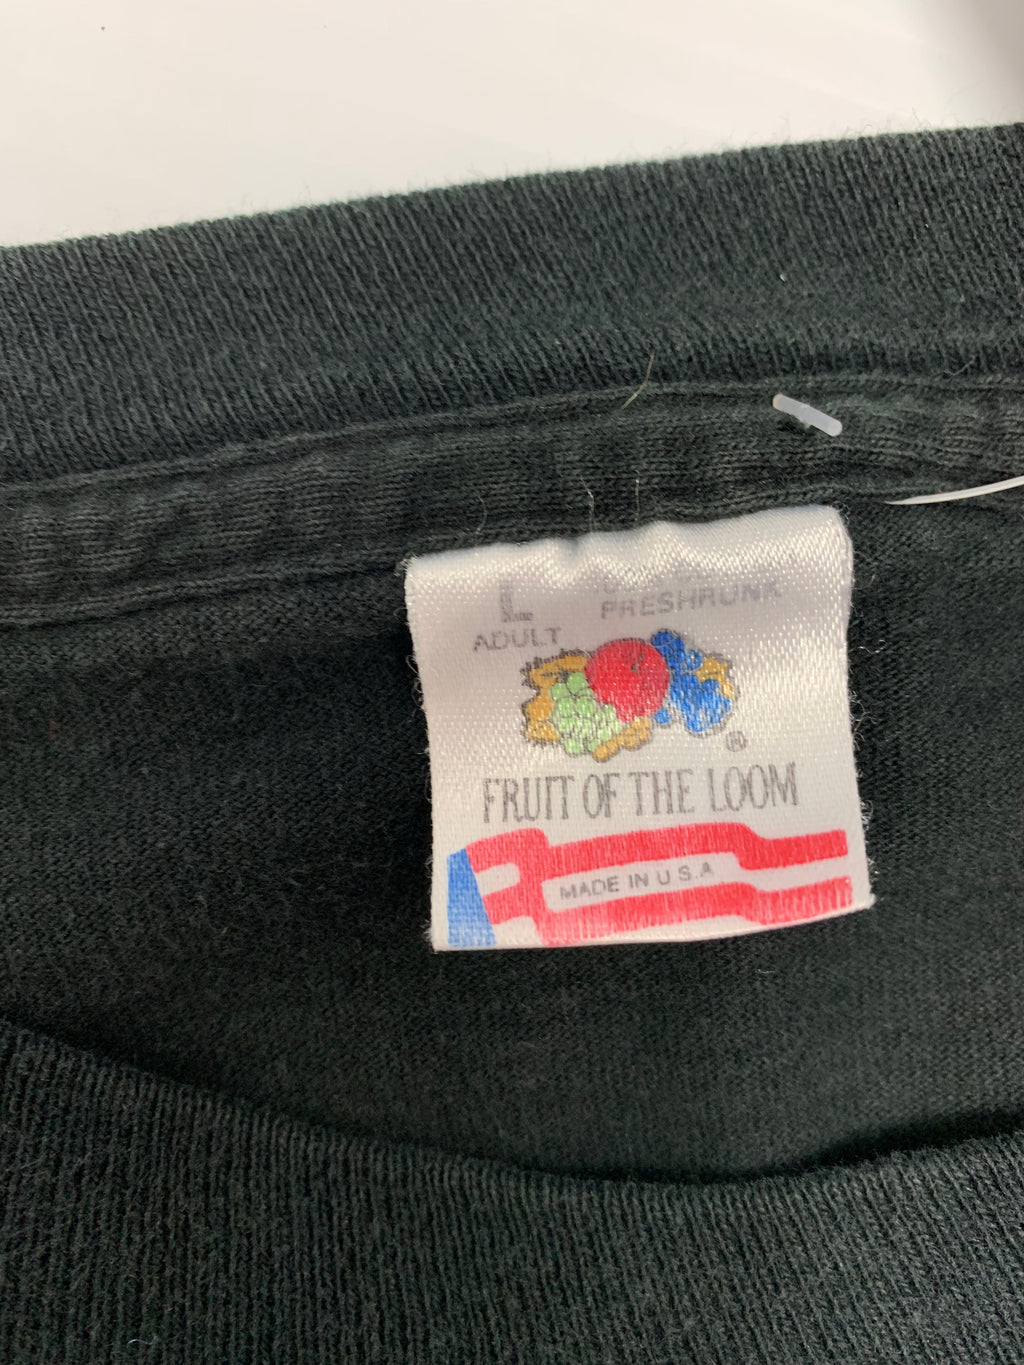 L
ADULT
PRESHRUNK
®
FRUIT OF THE LOOM
MADE IN U.S.A